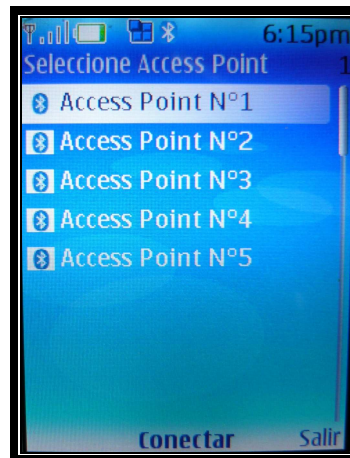 6:15pm
Seleccione Access Point 1
Access Point N°1
Access Point N°2
Access Point N°3
Access Point N°4
Access Point N°5
Conectar Salir